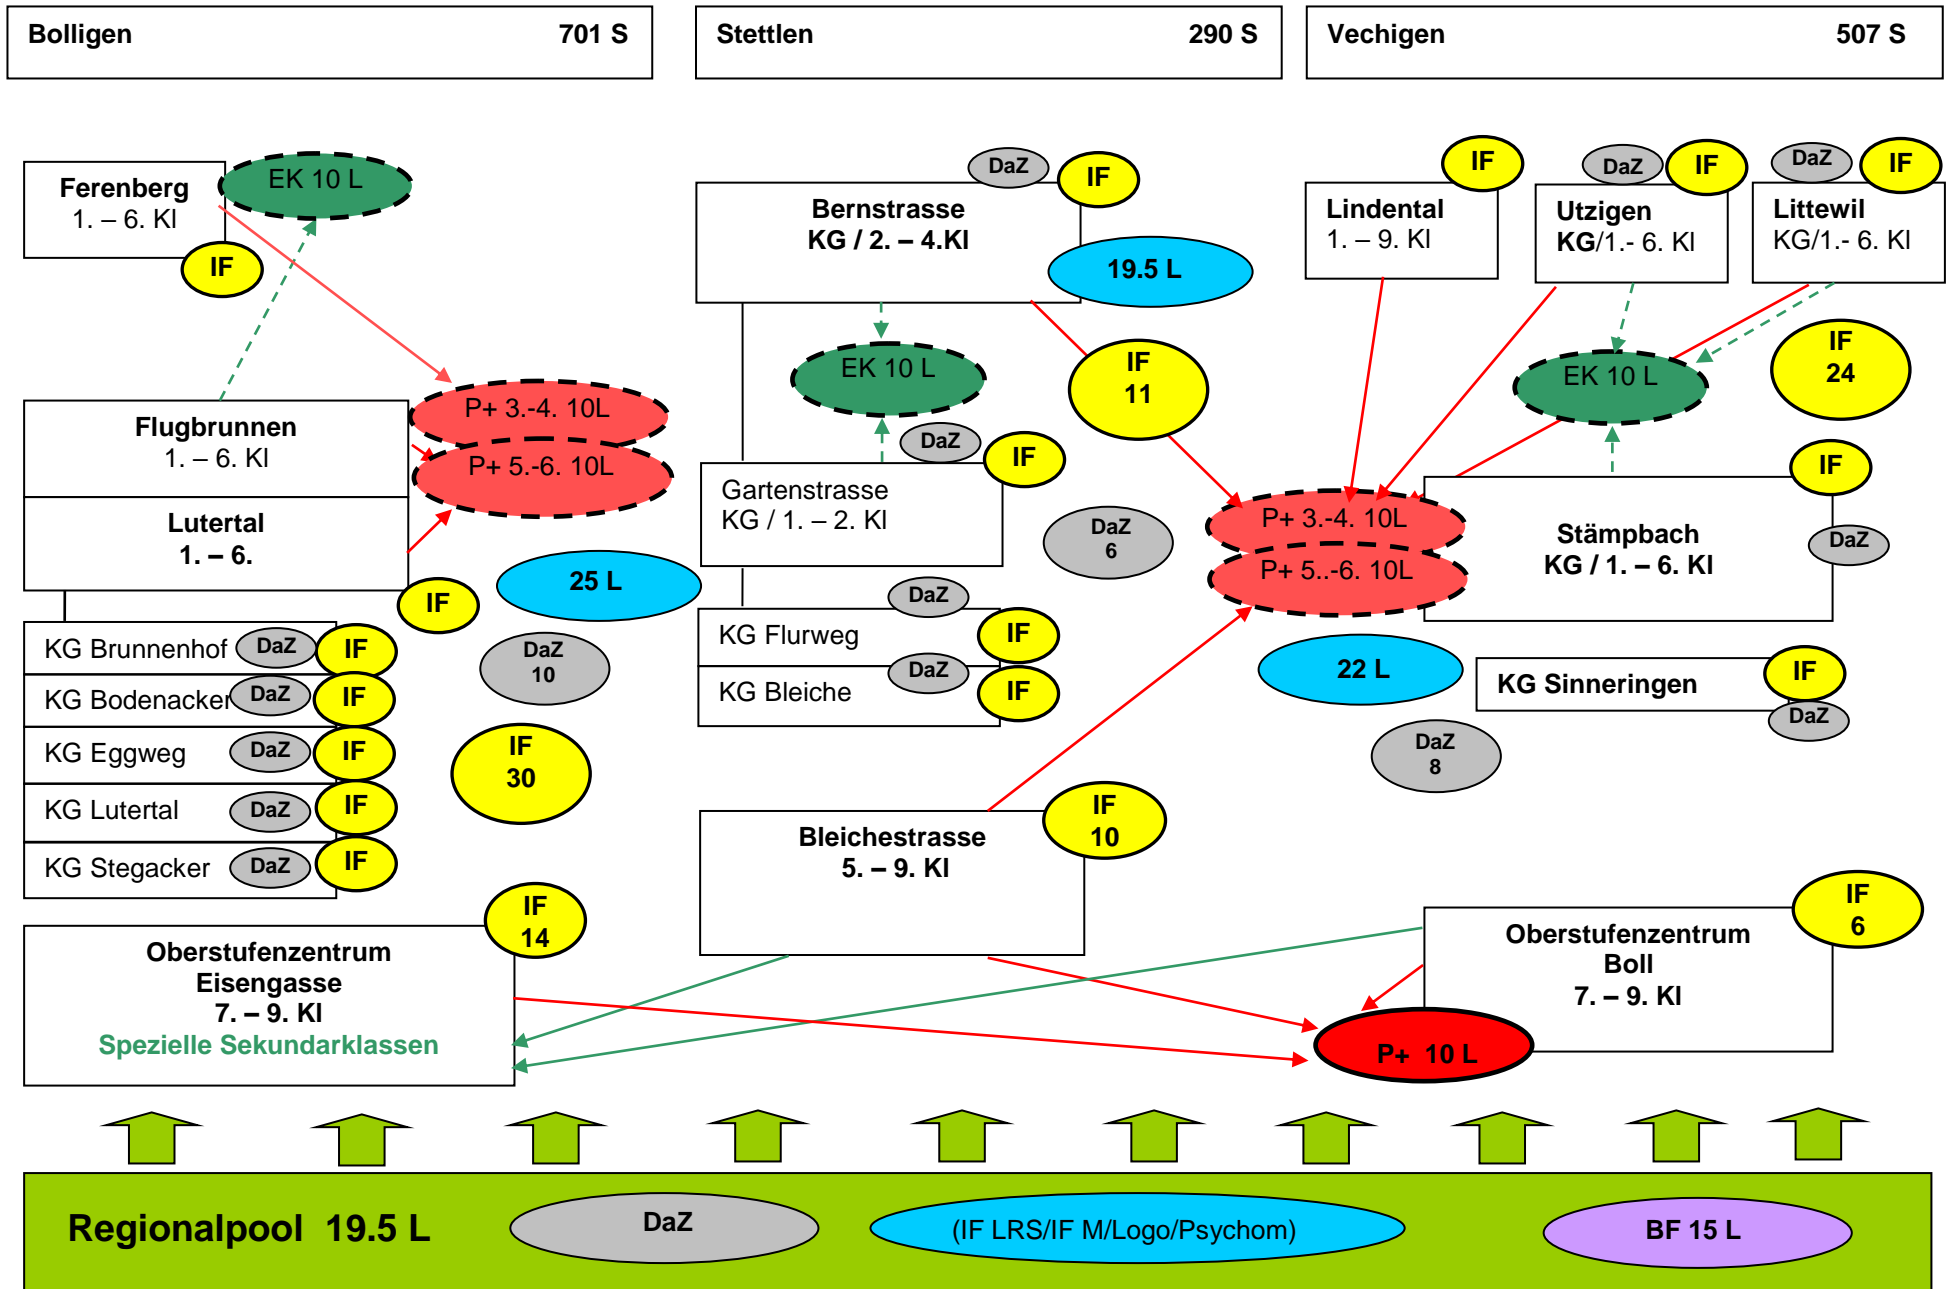 Bolligen 701 S
Stettlen 290 S
Vechigen 507 S
Ferenberg
1. – 6. Kl
EK 10 L
IF
P+ 3.-4. 10L
P+ 5.-6. 10L
Flugbrunnen
1. – 6. Kl
Lutertal
1. – 6.
IF
25 L
KG Brunnenhof DaZ IF
KG Bodenacker DaZ IF
KG Eggweg DaZ IF
KG Lutertal DaZ IF
KG Stegacker DaZ IF
DaZ
10
IF
30
Oberstufenzentrum
Eisengasse
7. – 9. Kl
Spezielle Sekundarklassen
IF
14
DaZ
IF
Bernstrasse
KG / 2. – 4.Kl
19.5 L
EK 10 L
IF
11
DaZ
IF
Gartenstrasse
KG / 1. – 2. Kl
DaZ
6
DaZ
KG Flurweg IF
DaZ
KG Bleiche IF
Bleichestrasse
5. – 9. Kl
IF
10
IF
Lindental
1. – 9. Kl
DaZ
IF
Utzigen
KG/1.- 6. Kl
DaZ
IF
Littewil
KG/1.- 6. Kl
EK 10 L
IF
24
P+ 3.-4. 10L
P+ 5..-6. 10L
IF
Stämpbach
KG / 1. – 6. Kl
DaZ
22 L
KG Sinneringen IF
DaZ
DaZ
8
Oberstufenzentrum
Boll
7. – 9. Kl
IF
6
P+ 10 L
Regionalpool 19.5 L
DaZ
(IF LRS/IF M/Logo/Psychom)
BF 15 L